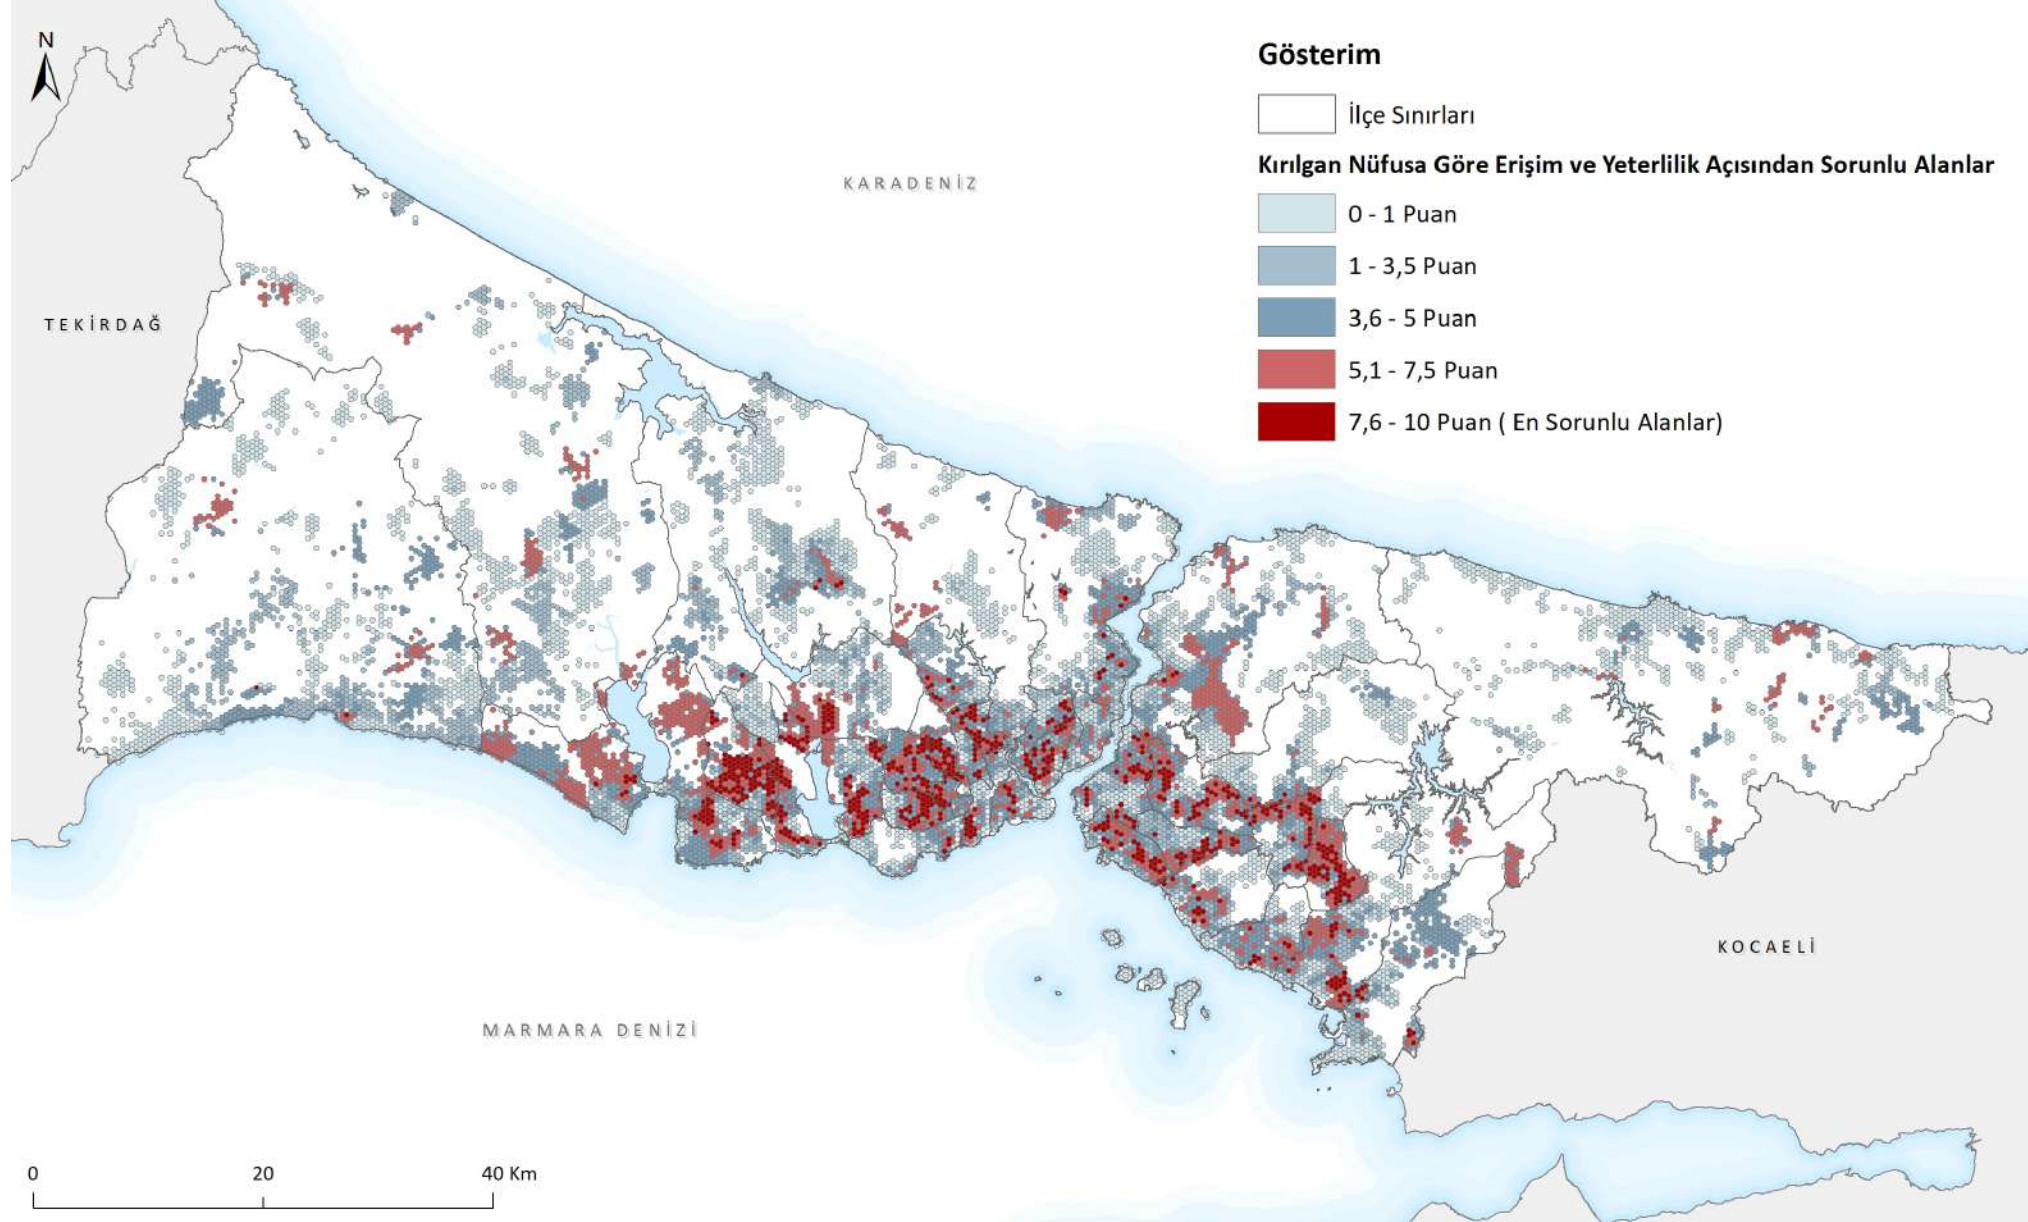 N
Gösterim
İlçe Sınırları
Kırılgan Nüfusa Göre Erişim ve Yeterlilik Açısından Sorunlu Alanlar
0 - 1 Puan
1 - 3,5 Puan
3,6 - 5 Puan
5,1 - 7,5 Puan
7,6 - 10 Puan ( En Sorunlu Alanlar)
KARADENİZ
TEKİRDAĞ
KOCAELİ
MARMARA DENİZİ
0 20 40 Km